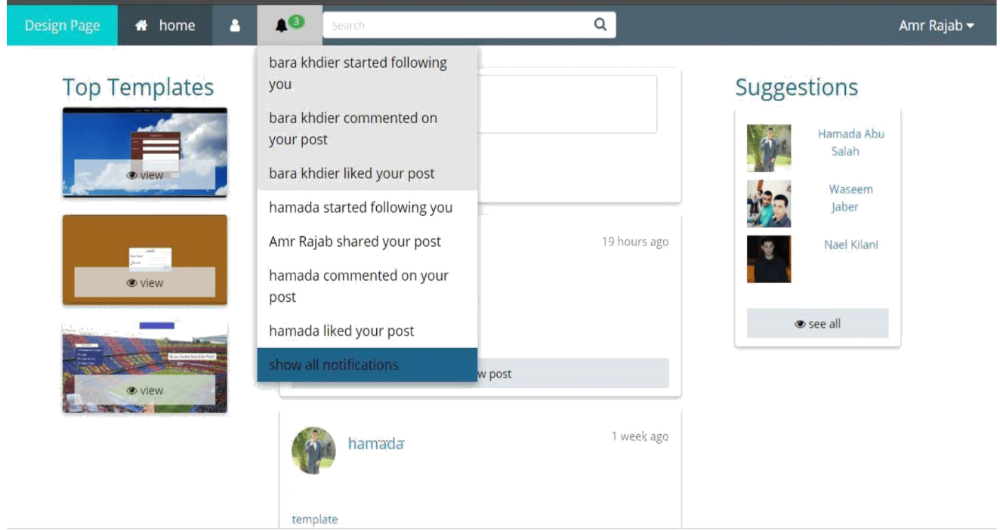 Design Page
home
3
Search
Amr Rajab
Top Templates
view
view
view
bara khdier started following
you
bara khdier commented on
your post
bara khdier liked your post
hamada started following you
Amr Rajab shared your post
hamada commented on your
post
hamada liked your post
show all notifications
19 hours ago
post
hamada
1 week ago
template
Suggestions
Hamada Abu
Salah
Waseem
Jaber
Nael Kilani
see all